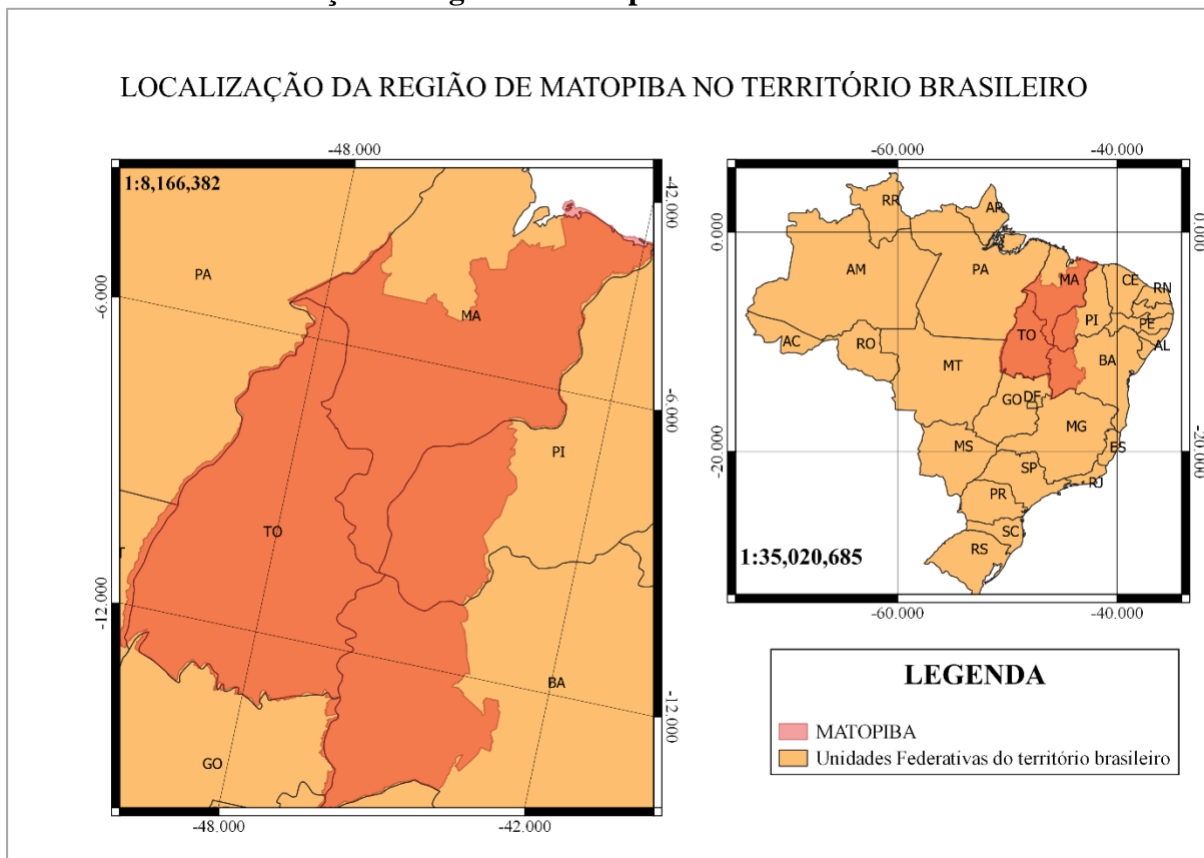 LOCALIZAÇÃO DA REGIÃO DE MATOPIBA NO TERRITÓRIO BRASILEIRO
-48.000
1:8,166,382
-42.000
PA
MA
-6.000
-6.000
PI
TO
-12.000
BA
-12.000
GO
-48.000
-42.000
-60.000
-40.000
RR
AP
0.000
0.000
AM
PA
MA
CE
RN
PI
PE
TO
AC
RO
AL
BA
MT
GO
DF
MG
MS
ES
-20.000
-20.000
SP
RJ
PR
SC
RS
1:35,020,685
-60.000
-40.000
LEGENDA
MATOPIBA
Unidades Federativas do território brasileiro